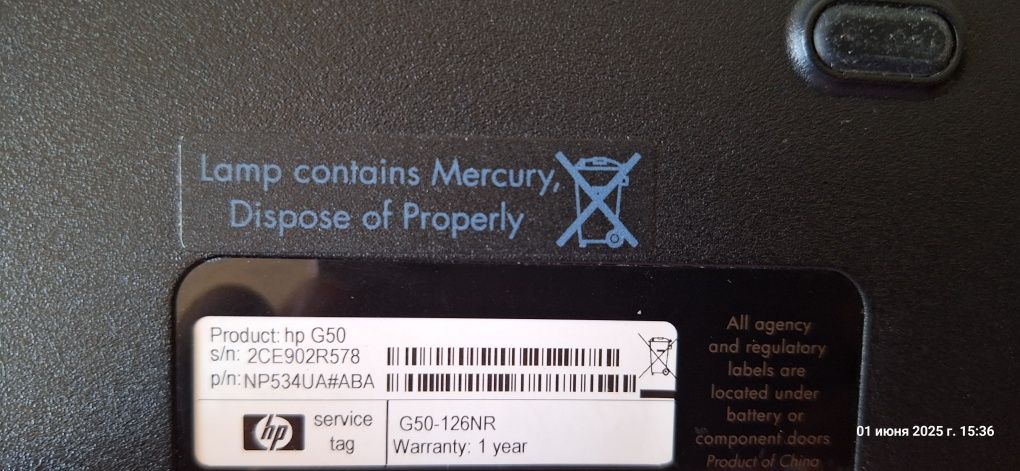 Lamp contains Mercury,
Dispose of Properly
Product: hp G50
s/n: 2CE902R578
p/n: NP534UA#ABA
hp
service
tag
G50-126NR
Warranty: 1 year
All agency
and regulatory
labels are
located under
battery or
component doors
Product of China
01 июня 2025 г. 15:36